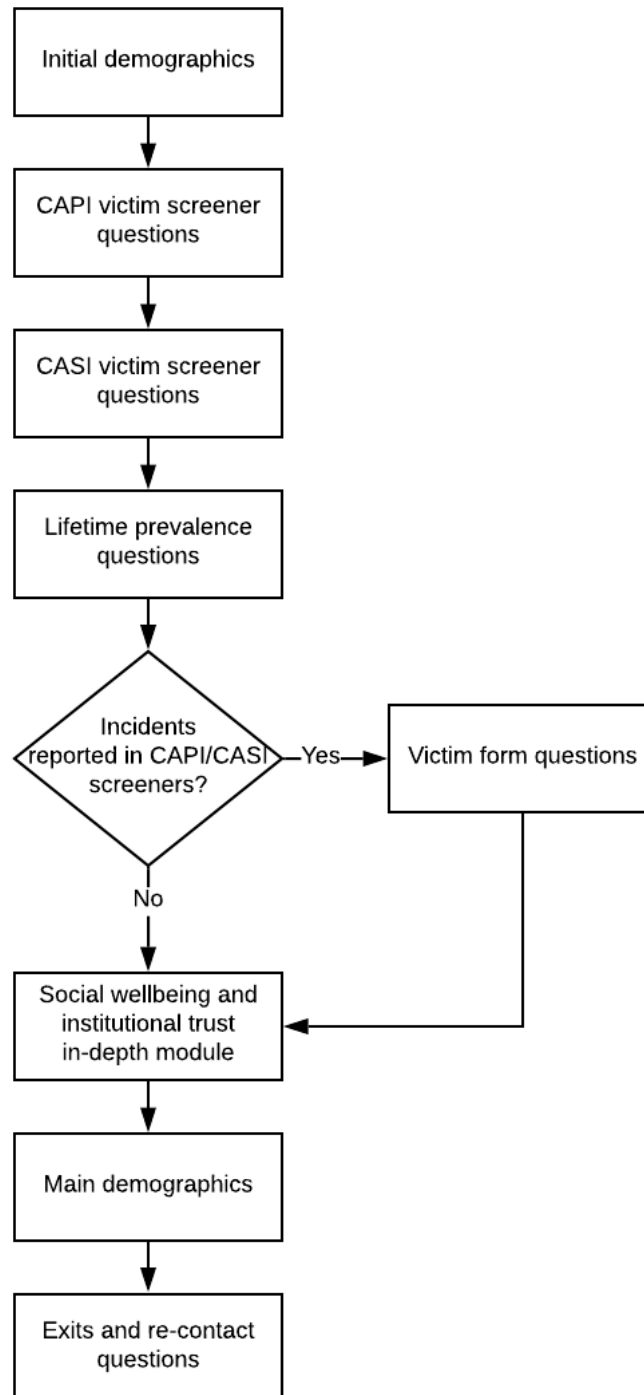 Initial demographics
CAPI victim screener
questions
CASI victim screener
questions
Lifetime prevalence
questions
Incidents
reported in CAPI/CASI
screeners?
Yes
Victim form questions
No
Social wellbeing and
institutional trust
in-depth module
Main demographics
Exits and re-contact
questions